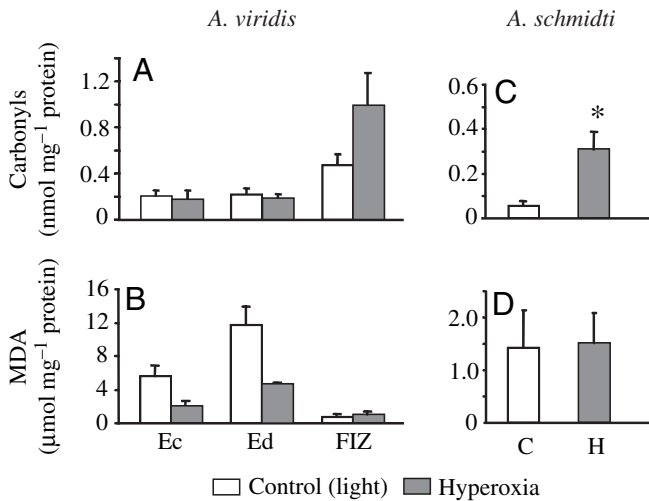 A. viridis
A. schmidti
Carbonyls
(nmol mg⁻¹ protein)
A
1.2
0.8
0.4
0
C
0.6
0.4
0.2
0
*
MDA
(μmol mg⁻¹ protein)
B
16
12
8
4
0
Ec Ed FIZ
D
2.0
1.0
0
C H
Control (light) Hyperoxia